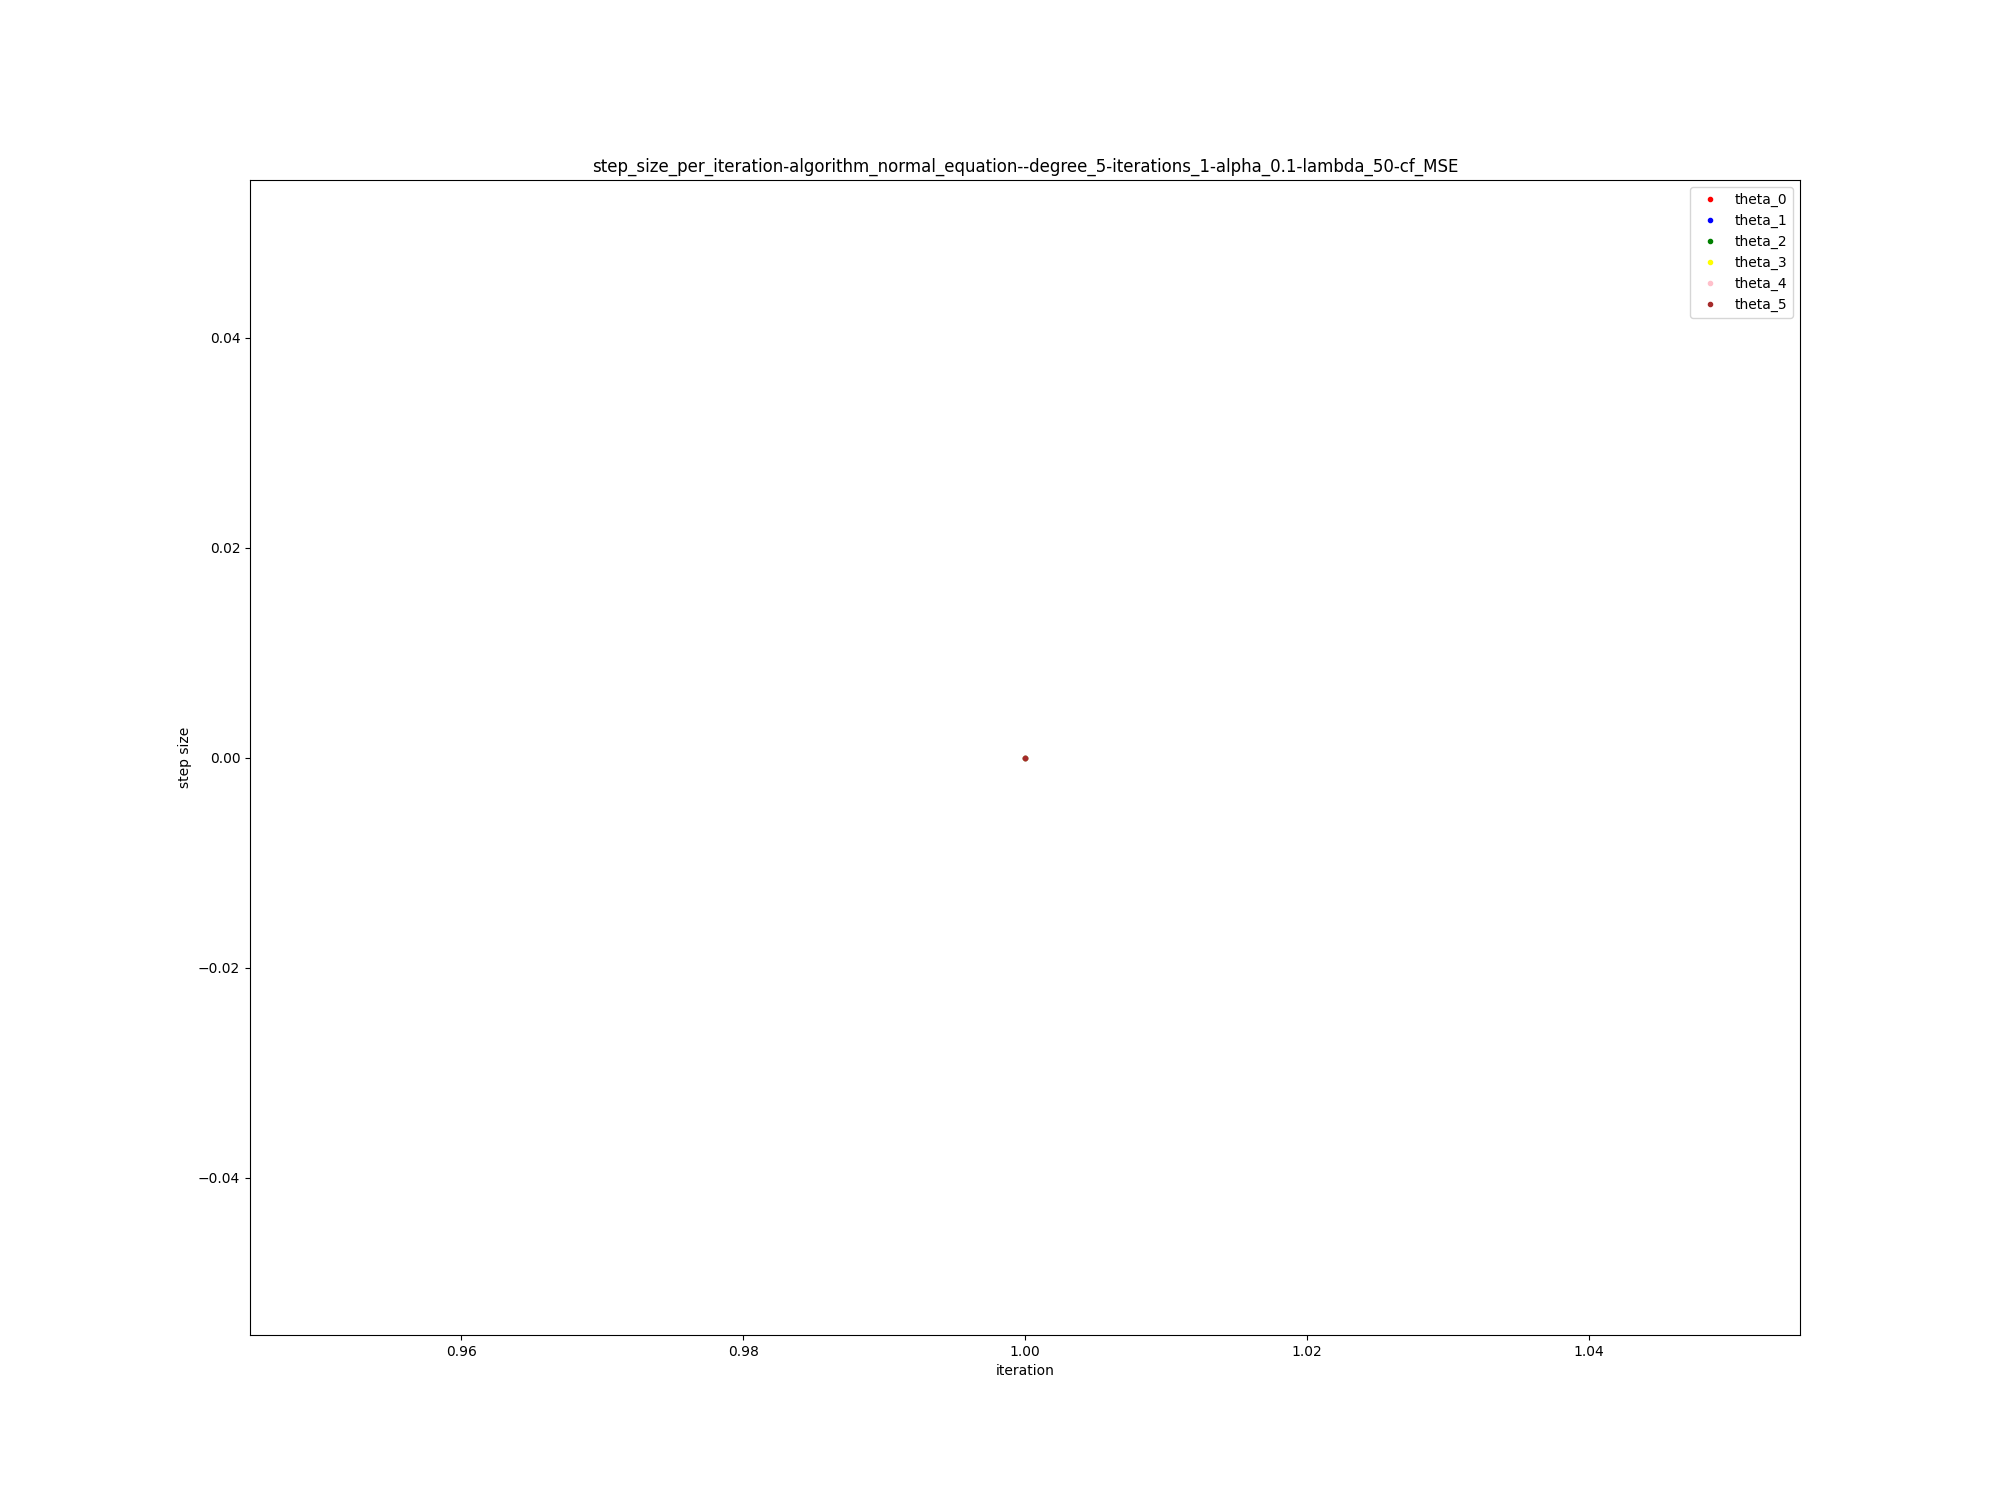 step_size_per_iteration-algorithm_normal_equation--degree_5-iterations_1-alpha_0.1-lambda_50-cf_MSE
theta_0
theta_1
theta_2
theta_3
theta_4
theta_5
0.04
0.02
0.00
−0.02
−0.04
step size
0.96
0.98
1.00
1.02
1.04
iteration